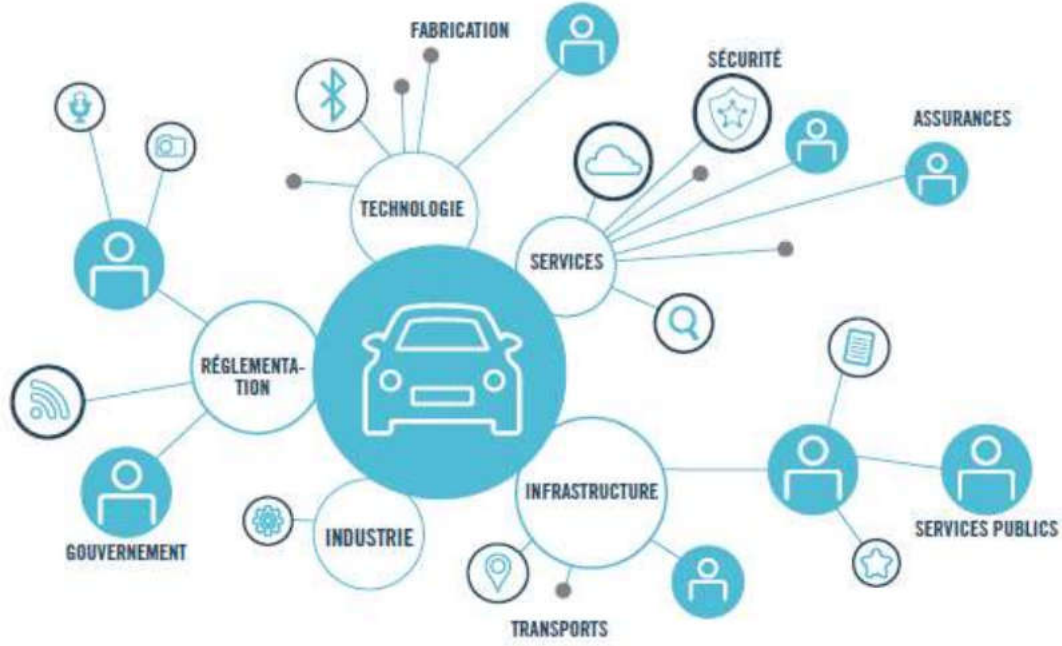 FABRICATION
SÉCURITÉ
ASSURANCES
TECHNOLOGIE
SERVICES
RÉGLEMENTA-
TION
INFRASTRUCTURE
INDUSTRIE
GOUVERNEMENT
SERVICES PUBLICS
TRANSPORTS